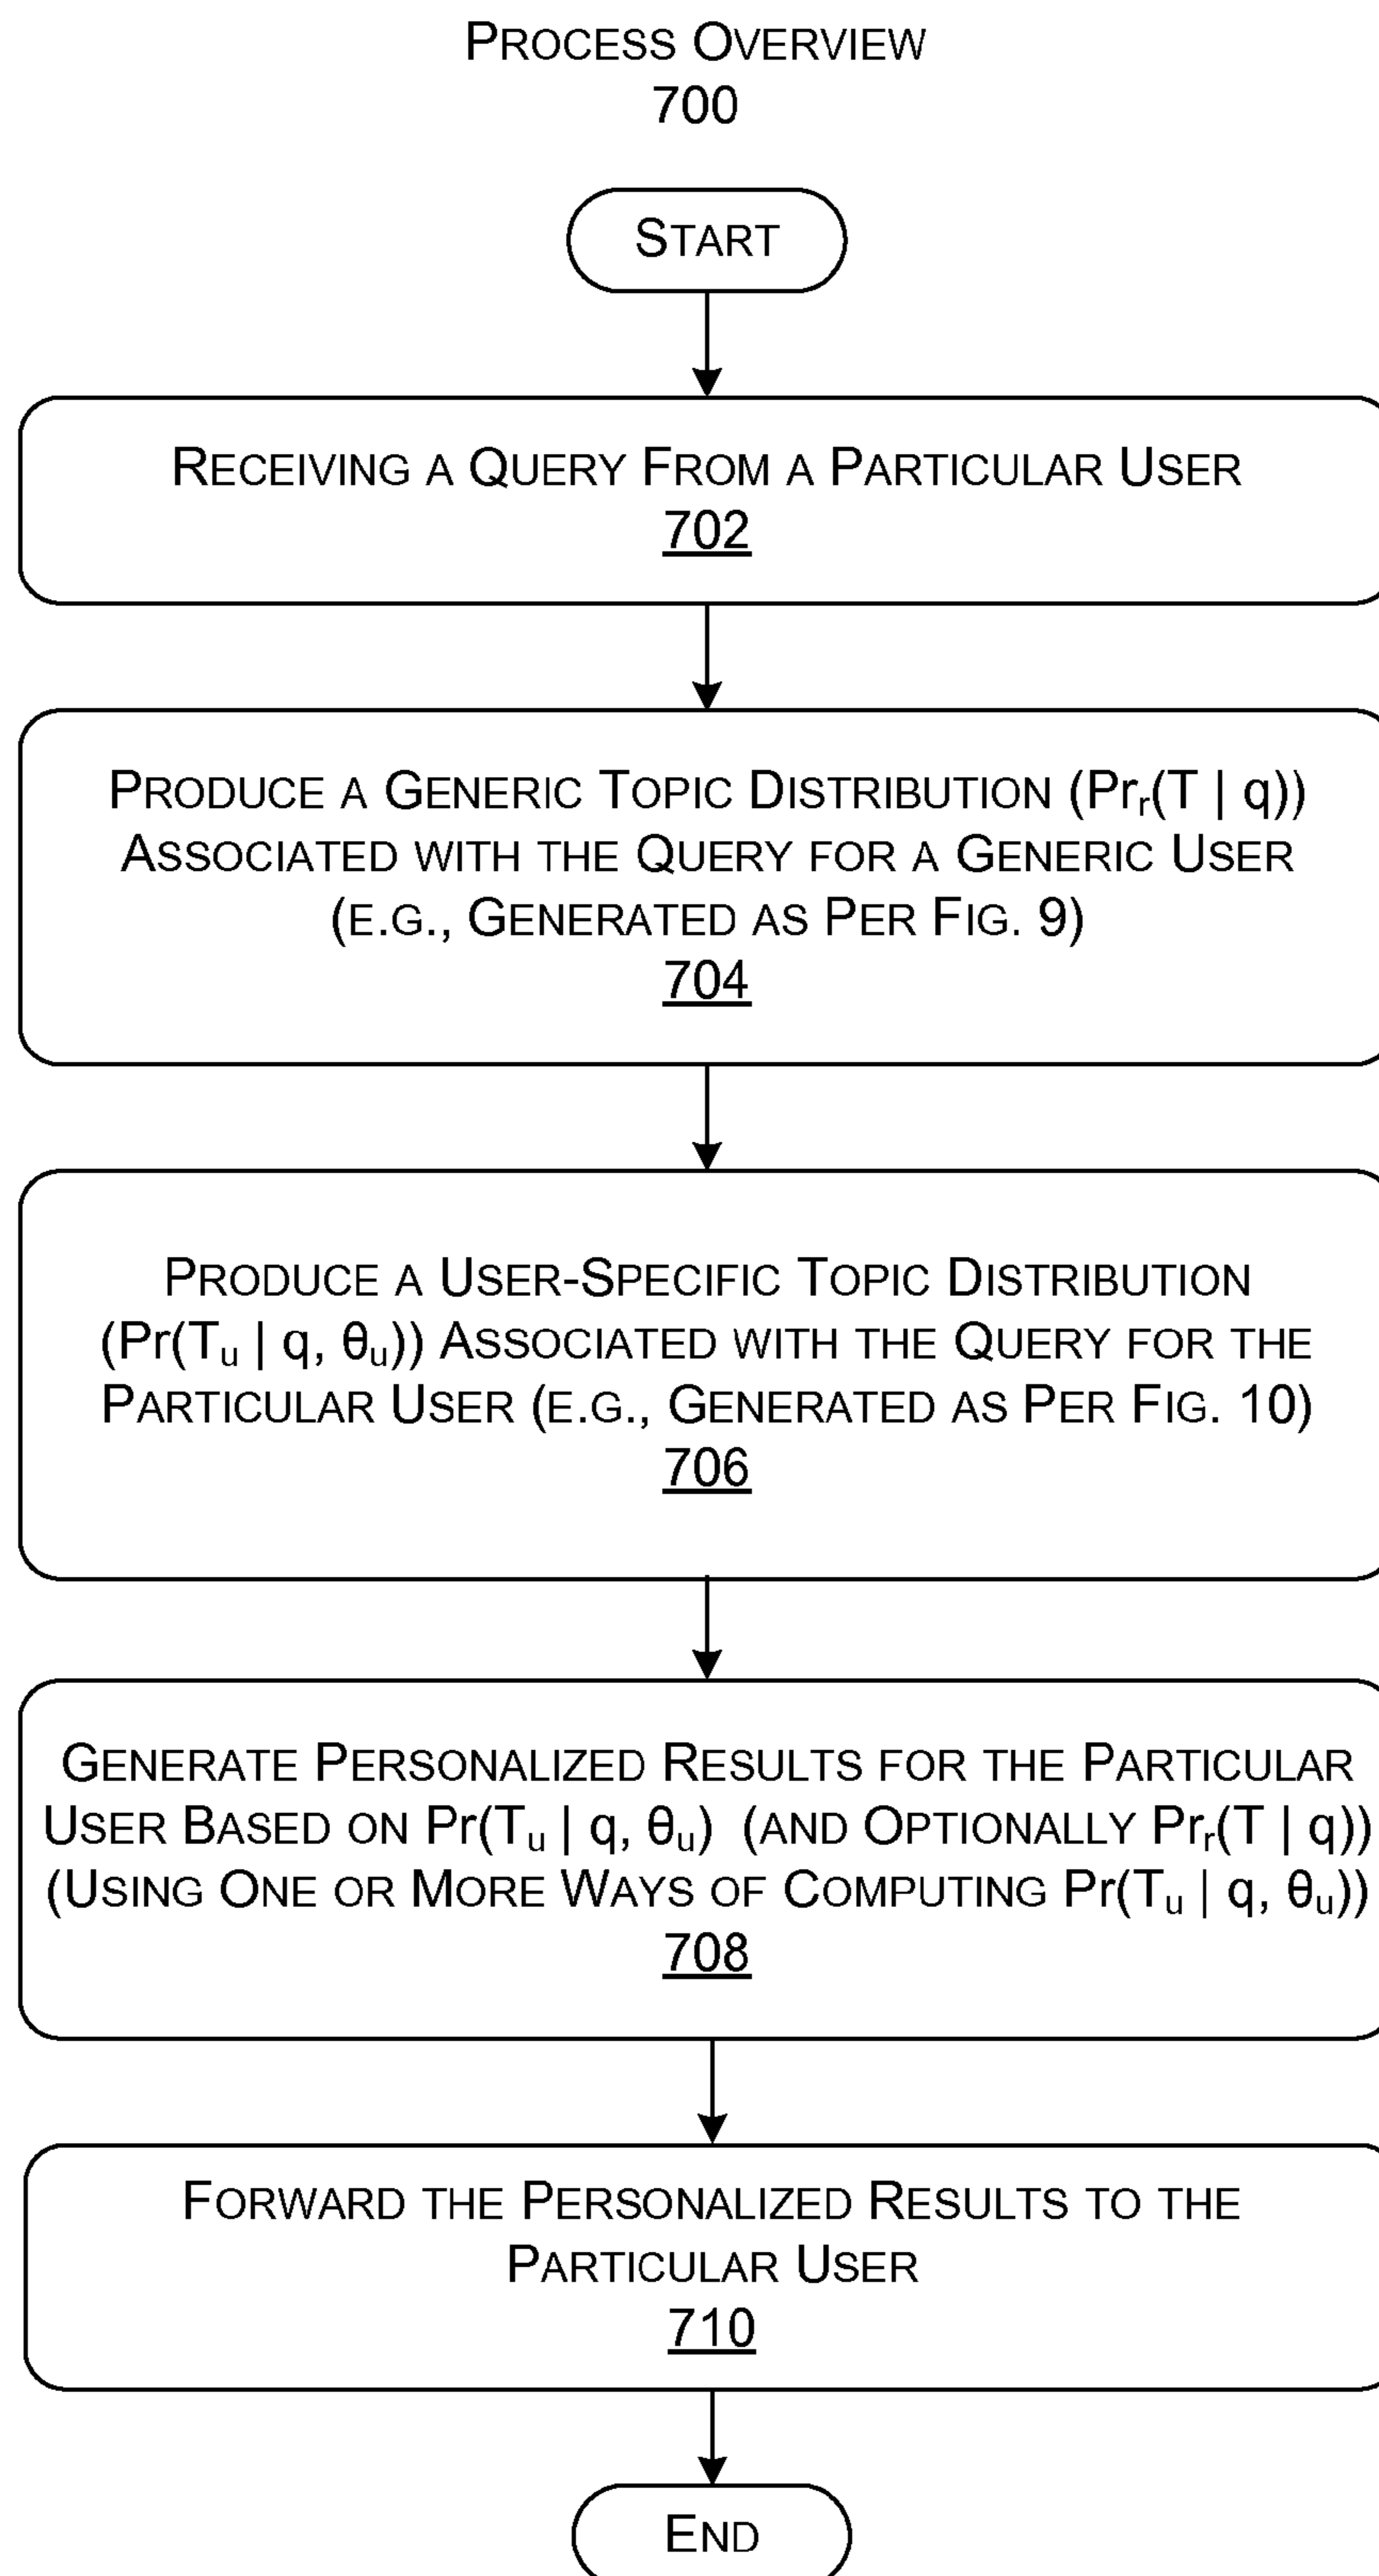 PROCESS OVERVIEW
700
START
RECEIVING A QUERY FROM A PARTICULAR USER
702
PRODUCE A GENERIC TOPIC DISTRIBUTION (Prᵣ(T | q))
ASSOCIATED WITH THE QUERY FOR A GENERIC USER
(E.G., GENERATED AS PER FIG. 9)
704
PRODUCE A USER-SPECIFIC TOPIC DISTRIBUTION
(Pr(Tᵤ | q, θᵤ)) ASSOCIATED WITH THE QUERY FOR THE
PARTICULAR USER (E.G., GENERATED AS PER FIG. 10)
706
GENERATE PERSONALIZED RESULTS FOR THE PARTICULAR
USER BASED ON Pr(Tᵤ | q, θᵤ) (AND OPTIONALLY Prᵣ(T | q))
(USING ONE OR MORE WAYS OF COMPUTING Pr(Tᵤ | q, θᵤ))
708
FORWARD THE PERSONALIZED RESULTS TO THE
PARTICULAR USER
710
END